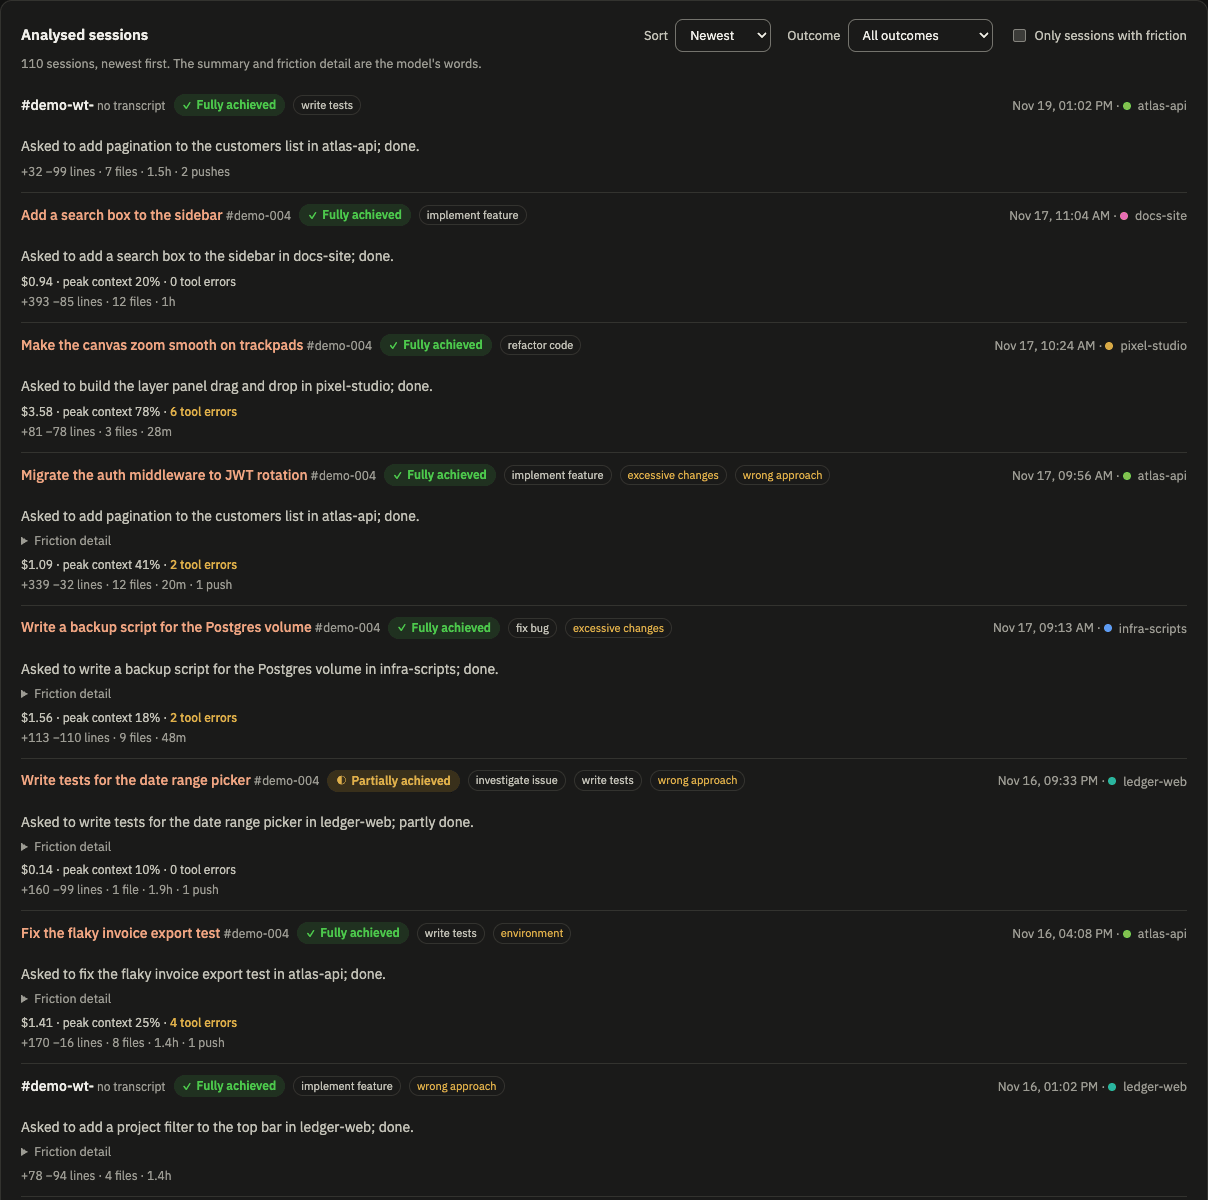 Analysed sessions Sort Newest Outcome All outcomes Only sessions with friction
110 sessions, newest first. The summary and friction detail are the model's words.
#demo-wt- no transcript ✓ Fully achieved write tests Nov 19, 01:02 PM · atlas-api
Asked to add pagination to the customers list in atlas-api; done.
+32 −99 lines · 7 files · 1.5h · 2 pushes
Add a search box to the sidebar #demo-004 ✓ Fully achieved implement feature Nov 17, 11:04 AM · docs-site
Asked to add a search box to the sidebar in docs-site; done.
$0.94 · peak context 20% · 0 tool errors
+393 −85 lines · 12 files · 1h
Make the canvas zoom smooth on trackpads #demo-004 ✓ Fully achieved refactor code Nov 17, 10:24 AM · pixel-studio
Asked to build the layer panel drag and drop in pixel-studio; done.
$3.58 · peak context 78% · 6 tool errors
+81 −78 lines · 3 files · 28m
Migrate the auth middleware to JWT rotation #demo-004 ✓ Fully achieved implement feature excessive changes wrong approach Nov 17, 09:56 AM · atlas-api
Asked to add pagination to the customers list in atlas-api; done.
▶ Friction detail
$1.09 · peak context 41% · 2 tool errors
+339 −32 lines · 12 files · 20m · 1 push
Write a backup script for the Postgres volume #demo-004 ✓ Fully achieved fix bug excessive changes Nov 17, 09:13 AM · infra-scripts
Asked to write a backup script for the Postgres volume in infra-scripts; done.
▶ Friction detail
$1.56 · peak context 18% · 2 tool errors
+113 −110 lines · 9 files · 48m
Write tests for the date range picker #demo-004 ◐ Partially achieved investigate issue write tests wrong approach Nov 16, 09:33 PM · ledger-web
Asked to write tests for the date range picker in ledger-web; partly done.
▶ Friction detail
$0.14 · peak context 10% · 0 tool errors
+160 −99 lines · 1 file · 1.9h · 1 push
Fix the flaky invoice export test #demo-004 ✓ Fully achieved write tests environment Nov 16, 04:08 PM · atlas-api
Asked to fix the flaky invoice export test in atlas-api; done.
▶ Friction detail
$1.41 · peak context 25% · 4 tool errors
+170 −16 lines · 8 files · 1.4h · 1 push
#demo-wt- no transcript ✓ Fully achieved implement feature wrong approach Nov 16, 01:02 PM · ledger-web
Asked to add a project filter to the top bar in ledger-web; done.
▶ Friction detail
+78 −94 lines · 4 files · 1.4h